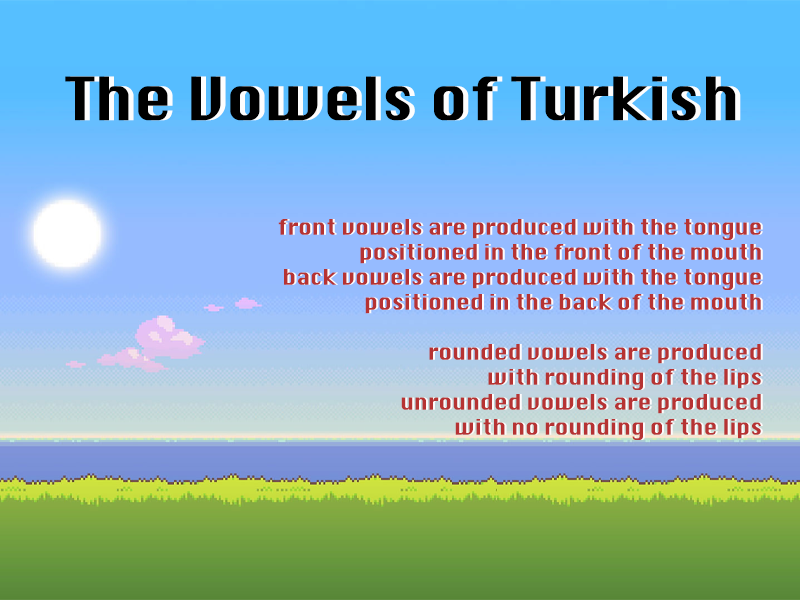 The Vowels of Turkish
front vowels are produced with the tongue
positioned in the front of the mouth
back vowels are produced with the tongue
positioned in the back of the mouth
rounded vowels are produced
with rounding of the lips
unrounded vowels are produced
with no rounding of the lips